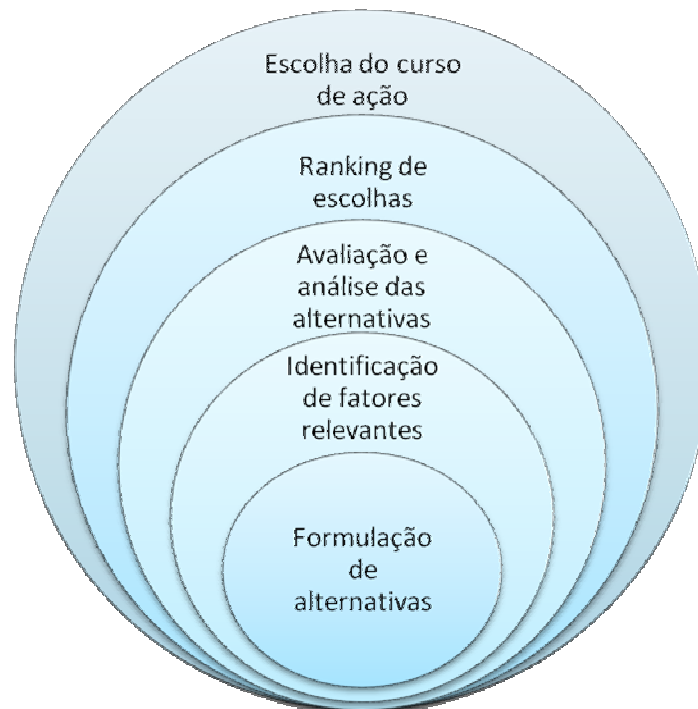 Escolha do curso
de ação
Ranking de
escolhas
Avaliação e
análise das
alternativas
Identificação
de fatores
relevantes
Formulação
de
alternativas